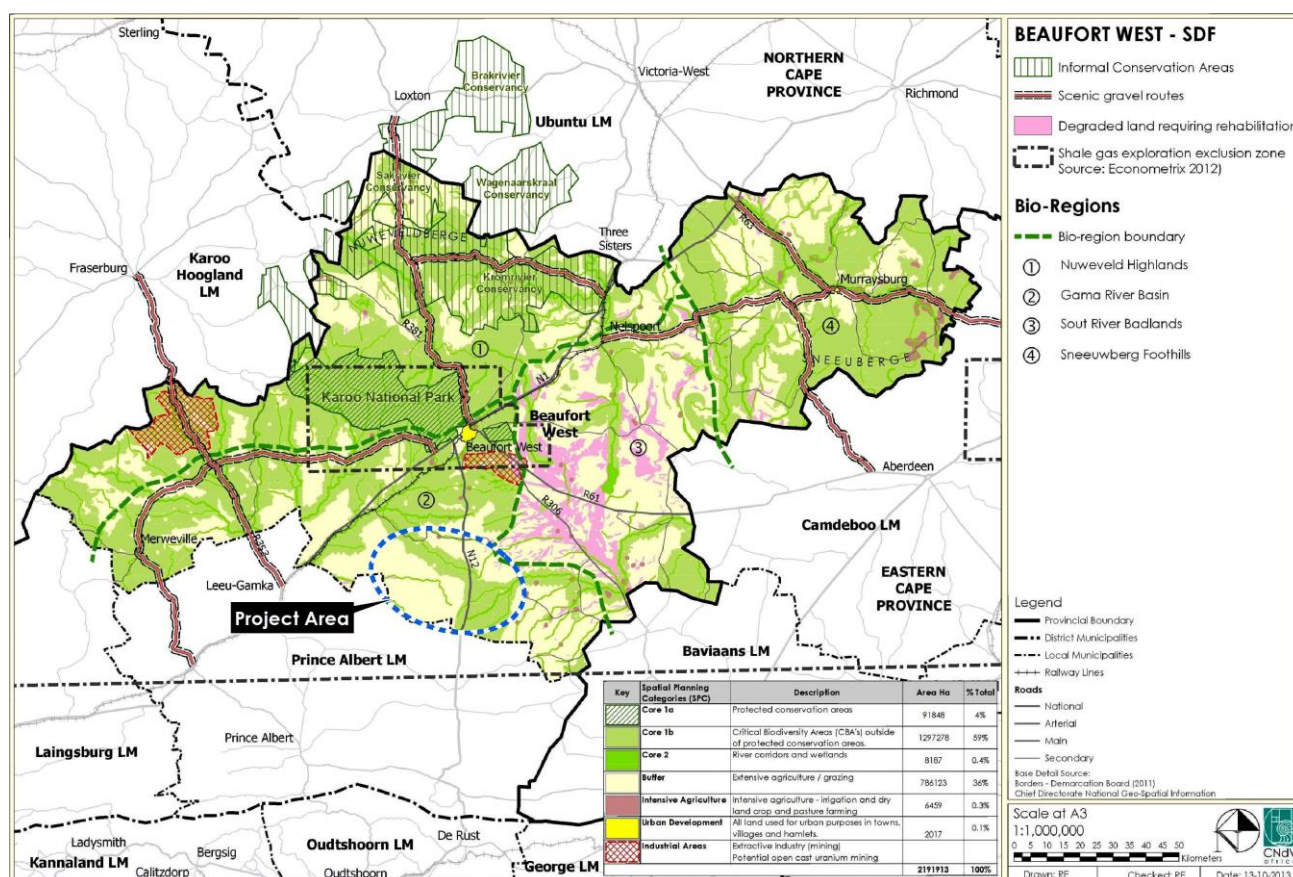 Sterling
Loxton
Brakrivier
Conservancy
Victoria-West
NORTHERN
CAPE
PROVINCE
Richmond
Ubuntu LM
Sakrivier
Conservancy
Wagenaarskraal
Conservancy
NUWEVELDBERGE
Three
Sisters
R63
Fraserburg
Karoo
Hoogland
LM
Kromrivier
Conservancy
Murraysburg
R381
Nelspoort
①
④
SNEEUBERGE
N1
Karoo National Park
Beaufort
West
Beaufort West
③
Aberdeen
②
R61
R306
Camdeboo LM
Merweville
R353
N12
Leeu-Gamka
EASTERN
CAPE
PROVINCE
Project Area
Prince Albert LM
Baviaans LM
Laingsburg LM
Prince Albert
Ladysmith
Kannaland LM
Bergsig
Calitzdorp
Oudtshoorn LM
Oudtshoorn
De Rust
George LM
Key Spatial Planning Categories (SPC) Description Area Ha % Total
Core 1a Protected conservation areas 91848 4%
Core 1b Critical Biodiversity Areas (CBA's) outside of protected conservation areas. 1297278 59%
Core 2 River corridors and wetlands 8187 0.4%
Buffer Extensive agriculture / grazing 786123 36%
Intensive Agriculture Intensive agriculture - irrigation and dry land crop and pasture farming 6459 0.3%
Urban Development All land used for urban purposes in towns, villages and hamlets. 2017 0.1%
Industrial Areas Extractive Industry (mining)
Potential open cast uranium mining
2191913 100%
BEAUFORT WEST - SDF
Informal Conservation Areas
Scenic gravel routes
Degraded land requiring rehabilitation
Shale gas exploration exclusion zone
Source: Econometrix 2012)
Bio-Regions
Bio-region boundary
① Nuweveld Highlands
② Gama River Basin
③ Sout River Badlands
④ Sneeuwberg Foothills
Legend
Provincial Boundary
District Municipalities
Local Municipalities
Railway Lines
Roads
National
Arterial
Main
Secondary
Base Detail Source:
Borders - Demarcation Board (2011)
Chief Directorate National Geo-Spatial Information
Scale at A3
1:1,000,000
0 5 10 15 20 25 30 35 40 45 50
Kilometers
CNdV
africa
Drawn: RE Checked: RE Date: 13-10-2013